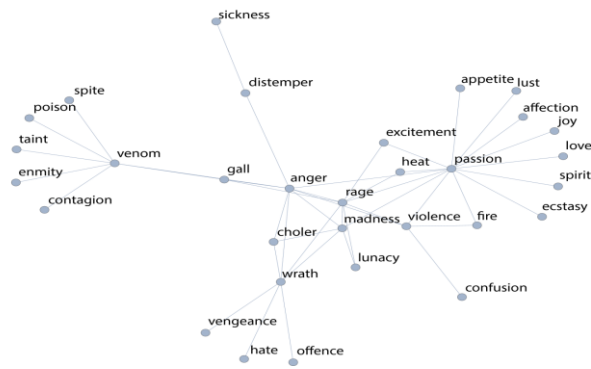 sickness
distemper
appetite
lust
spite
poison
affection
joy
taint
excitement
venom
love
gall
heat
passion
enmity
anger
spirit
rage
contagion
madness
violence
fire
ecstasy
choler
lunacy
wrath
confusion
vengeance
hate
offence